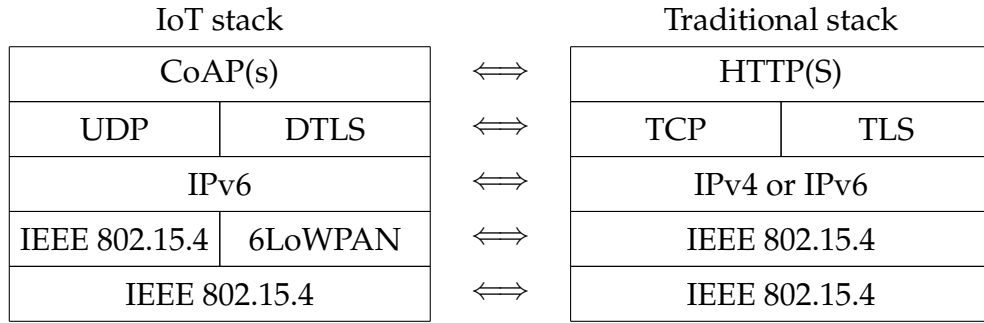 IoT stack Traditional stack
CoAP(s) ⟺ HTTP(S)
UDP DTLS ⟺ TCP TLS
IPv6 ⟺ IPv4 or IPv6
IEEE 802.15.4 6LoWPAN ⟺ IEEE 802.15.4
IEEE 802.15.4 ⟺ IEEE 802.15.4